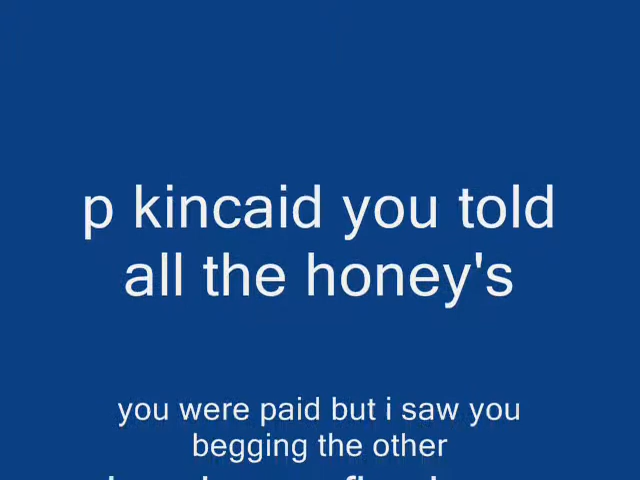 p kincaid you told
all the honey's
you were paid but i saw you
begging the other